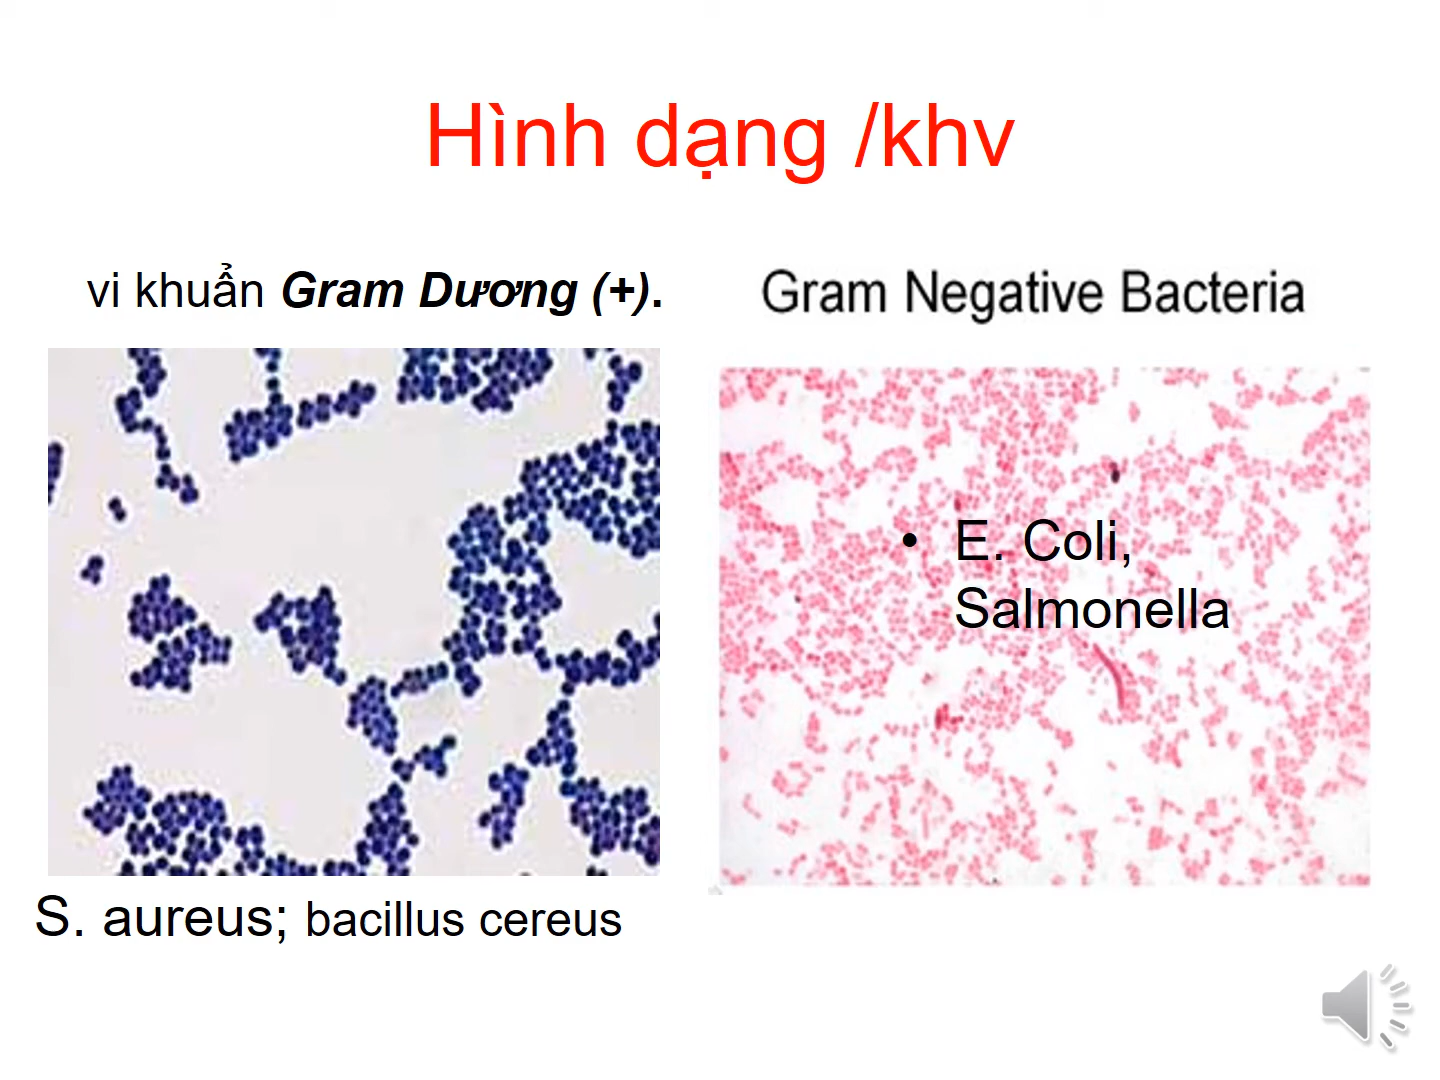 Hình dạng /khv
vi khuẩn Gram Dương (+).
Gram Negative Bacteria
• E. Coli,
Salmonella
S. aureus; bacillus cereus